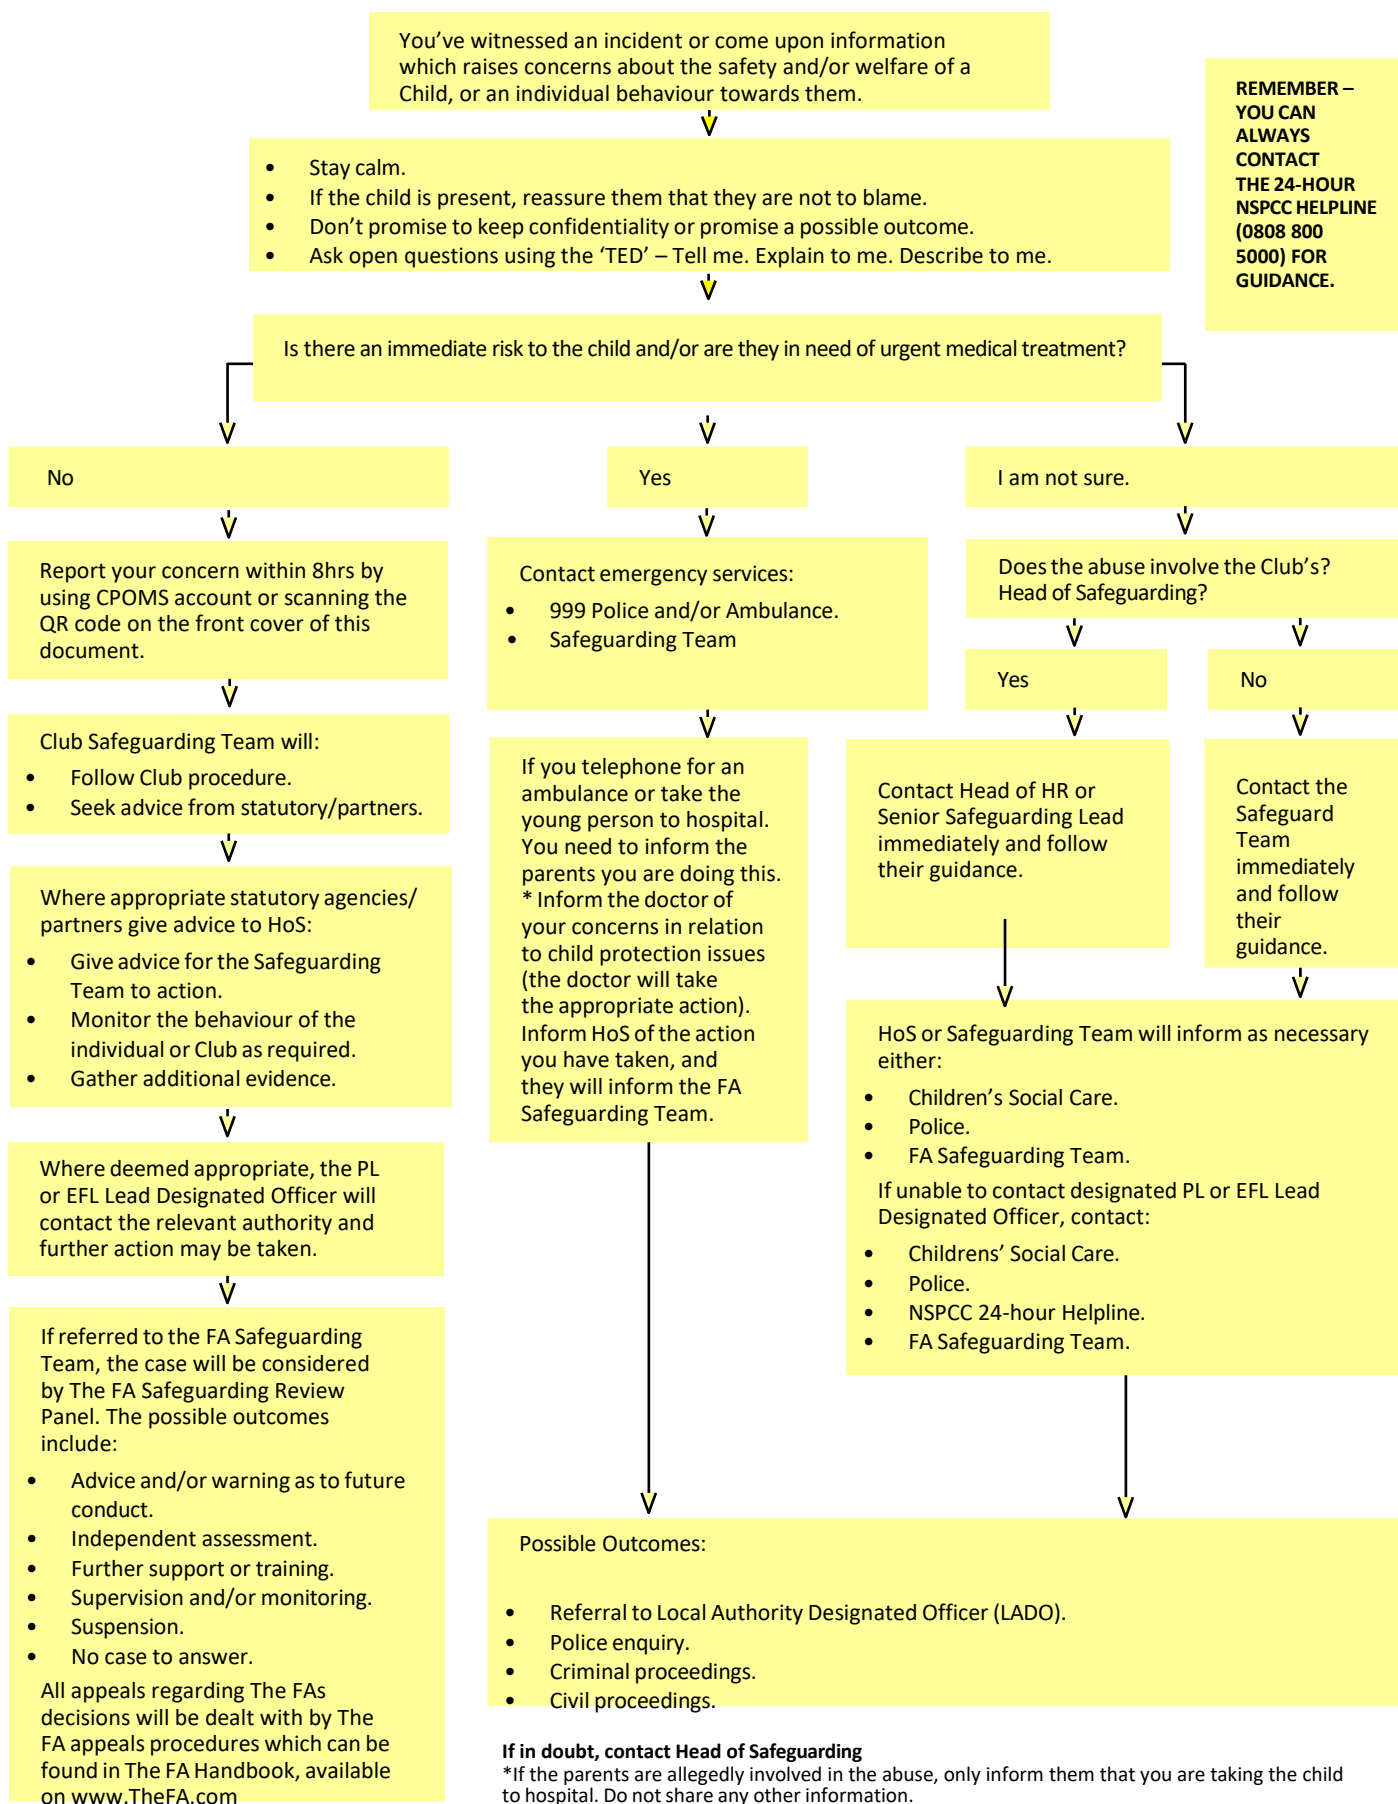 You’ve witnessed an incident or come upon information
which raises concerns about the safety and/or welfare of a
Child, or an individual behaviour towards them.
REMEMBER –
YOU CAN
ALWAYS
CONTACT
THE 24-HOUR
NSPCC HELPLINE
(0808 800
5000) FOR
GUIDANCE.
• Stay calm.
• If the child is present, reassure them that they are not to blame.
• Don’t promise to keep confidentiality or promise a possible outcome.
• Ask open questions using the ‘TED’ – Tell me. Explain to me. Describe to me.
Is there an immediate risk to the child and/or are they in need of urgent medical treatment?
No
Report your concern within 8hrs by
using CPOMS account or scanning the
QR code on the front cover of this
document.
Club Safeguarding Team will:
• Follow Club procedure.
• Seek advice from statutory/partners.
Where appropriate statutory agencies/
partners give advice to HoS:
• Give advice for the Safeguarding
Team to action.
• Monitor the behaviour of the
individual or Club as required.
• Gather additional evidence.
Where deemed appropriate, the PL
or EFL Lead Designated Officer will
contact the relevant authority and
further action may be taken.
If referred to the FA Safeguarding
Team, the case will be considered
by The FA Safeguarding Review
Panel. The possible outcomes
include:
• Advice and/or warning as to future
conduct.
• Independent assessment.
• Further support or training.
• Supervision and/or monitoring.
• Suspension.
• No case to answer.
All appeals regarding The FAs
decisions will be dealt with by The
FA appeals procedures which can be
found in The FA Handbook, available
on www.TheFA.com
Yes
Contact emergency services:
• 999 Police and/or Ambulance.
• Safeguarding Team
If you telephone for an
ambulance or take the
young person to hospital.
You need to inform the
parents you are doing this.
* Inform the doctor of
your concerns in relation
to child protection issues
(the doctor will take
the appropriate action).
Inform HoS of the action
you have taken, and
they will inform the FA
Safeguarding Team.
I am not sure.
Does the abuse involve the Club’s?
Head of Safeguarding?
Yes
Contact Head of HR or
Senior Safeguarding Lead
immediately and follow
their guidance.
No
Contact the
Safeguard
Team
immediately
and follow
their
guidance.
HoS or Safeguarding Team will inform as necessary
either:
• Children’s Social Care.
• Police.
• FA Safeguarding Team.
If unable to contact designated PL or EFL Lead
Designated Officer, contact:
• Childrens’ Social Care.
• Police.
• NSPCC 24-hour Helpline.
• FA Safeguarding Team.
Possible Outcomes:
• Referral to Local Authority Designated Officer (LADO).
• Police enquiry.
• Criminal proceedings.
• Civil proceedings.
If in doubt, contact Head of Safeguarding
*If the parents are allegedly involved in the abuse, only inform them that you are taking the child
to hospital. Do not share any other information.